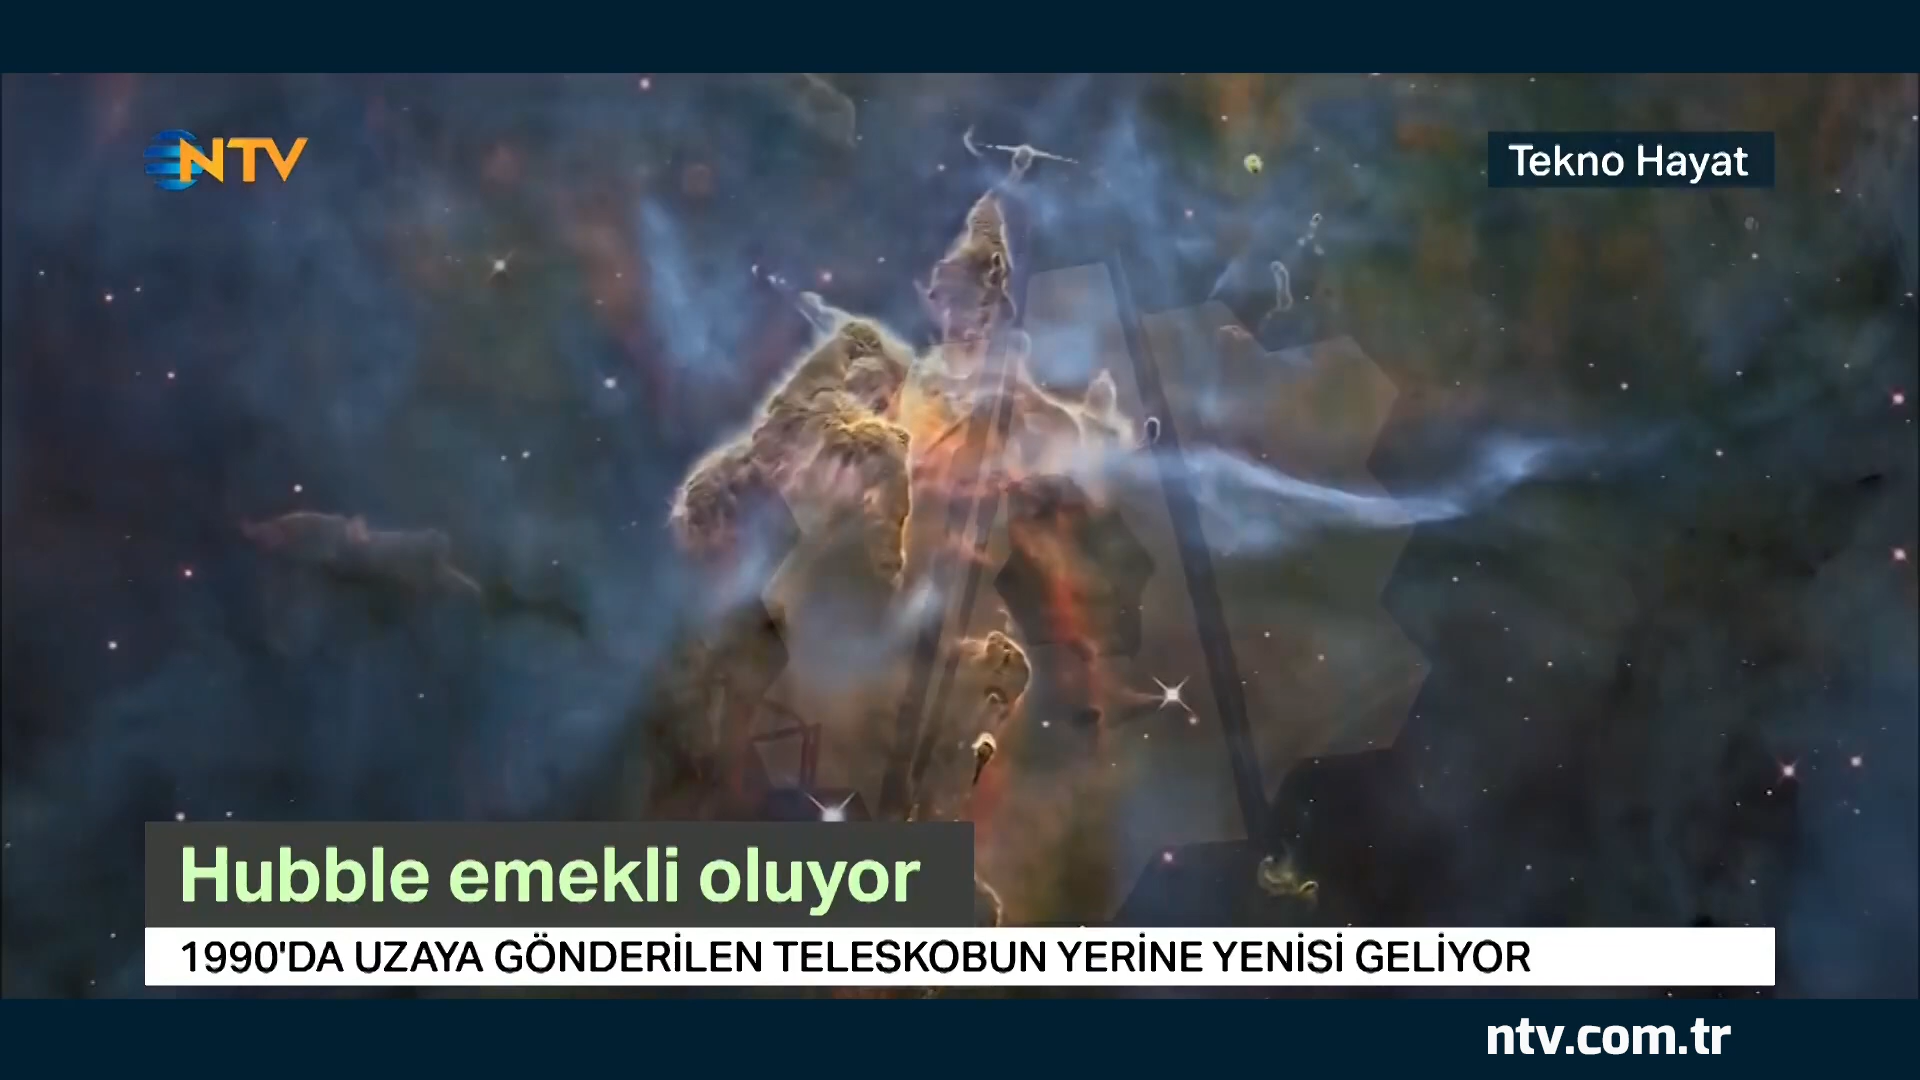 NTV
Tekno Hayat
Hubble emekli oluyor
1990'DA UZAYA GÖNDERİLEN TELESKOBUN YERİNE YENİSİ GELİYOR
ntv.com.tr